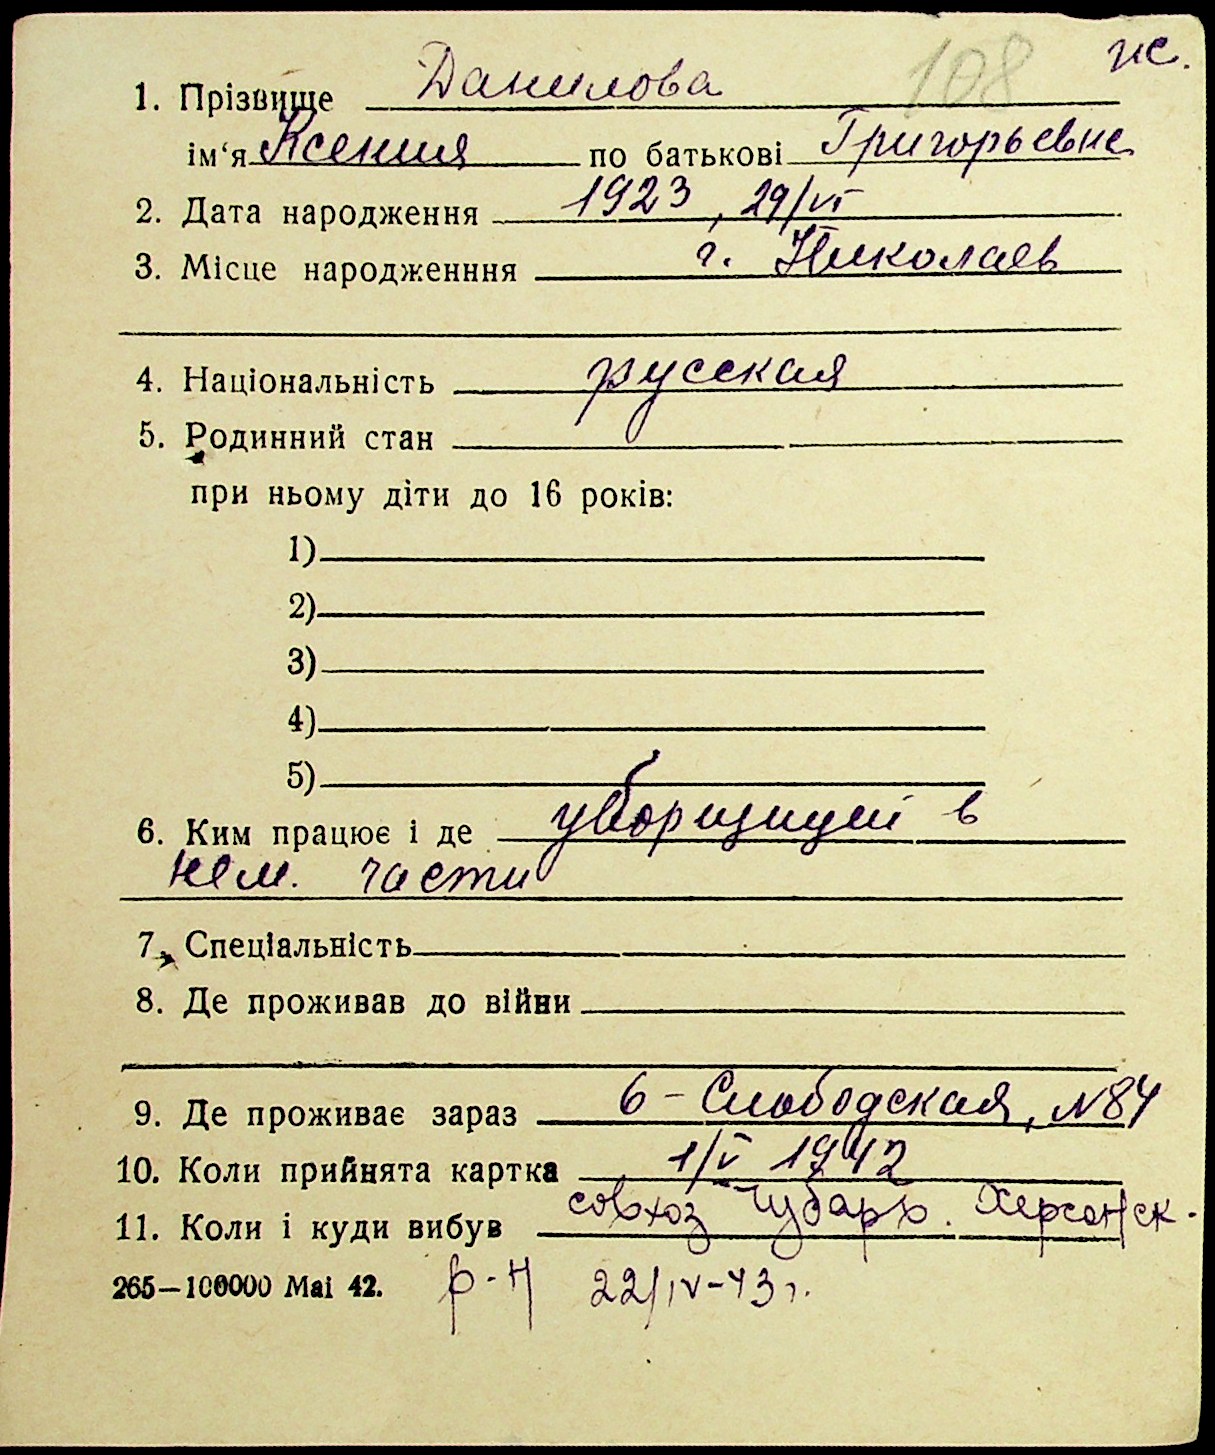 108 ис.
1. Прізвище Данилова
ім‘я Ксения по батькові Григорьевна
2. Дата народження 1923, 29/VI
3. Місце народженння г. Николаев
4. Національність русская
5. Родинний стан
при ньому діти до 16 років:
1)
2)
3)
4)
5)
6. Ким працює і де уборщицей в
нем. части
7. Спеціальність
8. Де проживав до війни
9. Де проживає зараз 6-Слободская, №84
10. Коли прийнята картка 1/V 1942
11. Коли і куди вибув совхоз Чубарь. Херсонск.
265—100000 Mai 42. р-н 22/IV-43 г.